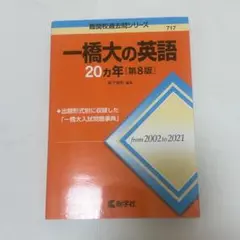 難関校過去問シリーズ
717
一橋大の英語
20カ年[第8版]
編著
●出題形式別に収録した
「一橋大入試問題事典」
from 2002 to 2021
教学社